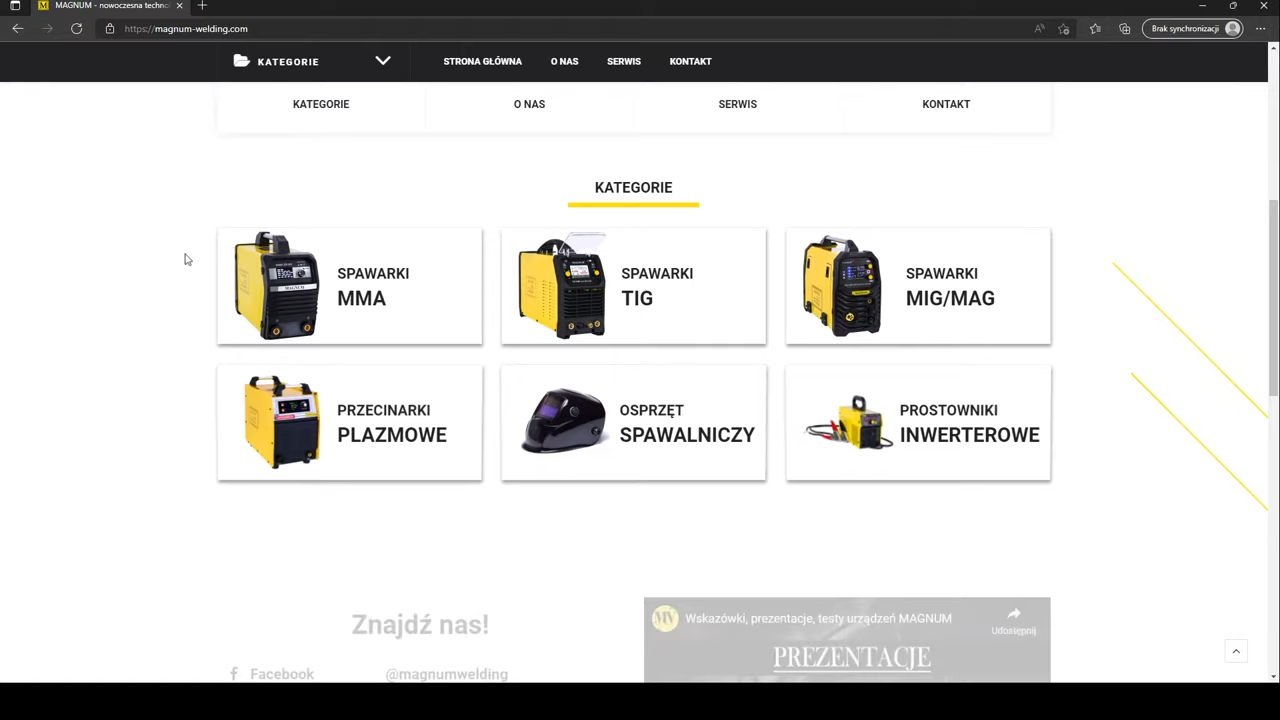 MAGNUM - nowoczesna techno
https://magnum-welding.com
Brak synchronizacji
KATEGORIE
STRONA GŁÓWNA
O NAS
SERWIS
KONTAKT
KATEGORIE
O NAS
SERWIS
KONTAKT
KATEGORIE
SPAWARKI
MMA
SPAWARKI
TIG
SPAWARKI
MIG/MAG
PRZECINARKI
PLAZMOWE
OSPRZĘT
SPAWALNICZY
PROSTOWNIKI
INWERTEROWE
Znajdź nas!
Facebook
@magnumwelding
Wskazówki, prezentacje, testy urządzeń MAGNUM
Udostępnij
PREZENTACJE